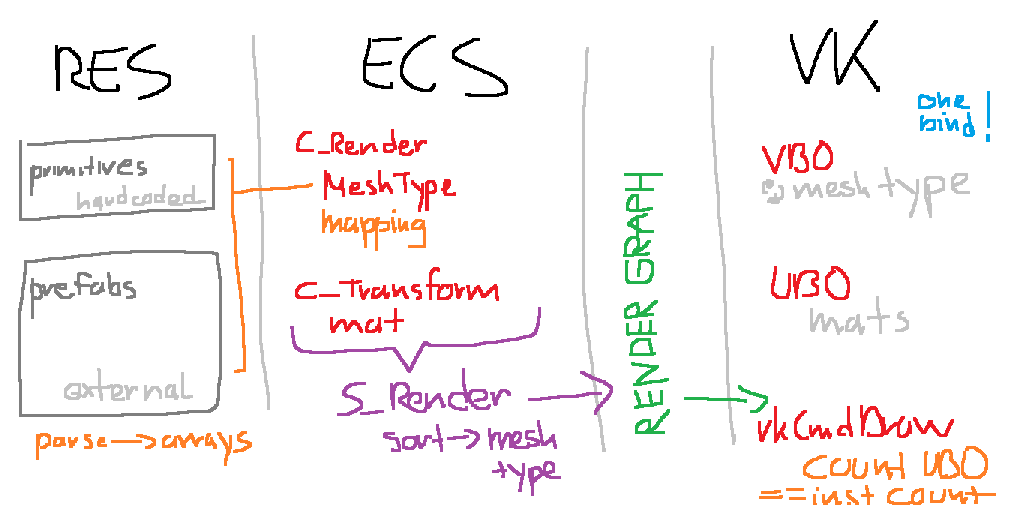 RES
ECS
VK
one
bind!
primitives
hardcoded
prefabs
external
parse → arrays
C_Render
MeshType
mapping
C_Transform
mat
S_Render
sort → mesh
type
RENDER GRAPH
VBO
mesh type
UBO
mats
vkCmdDraw
count UBO
== inst count